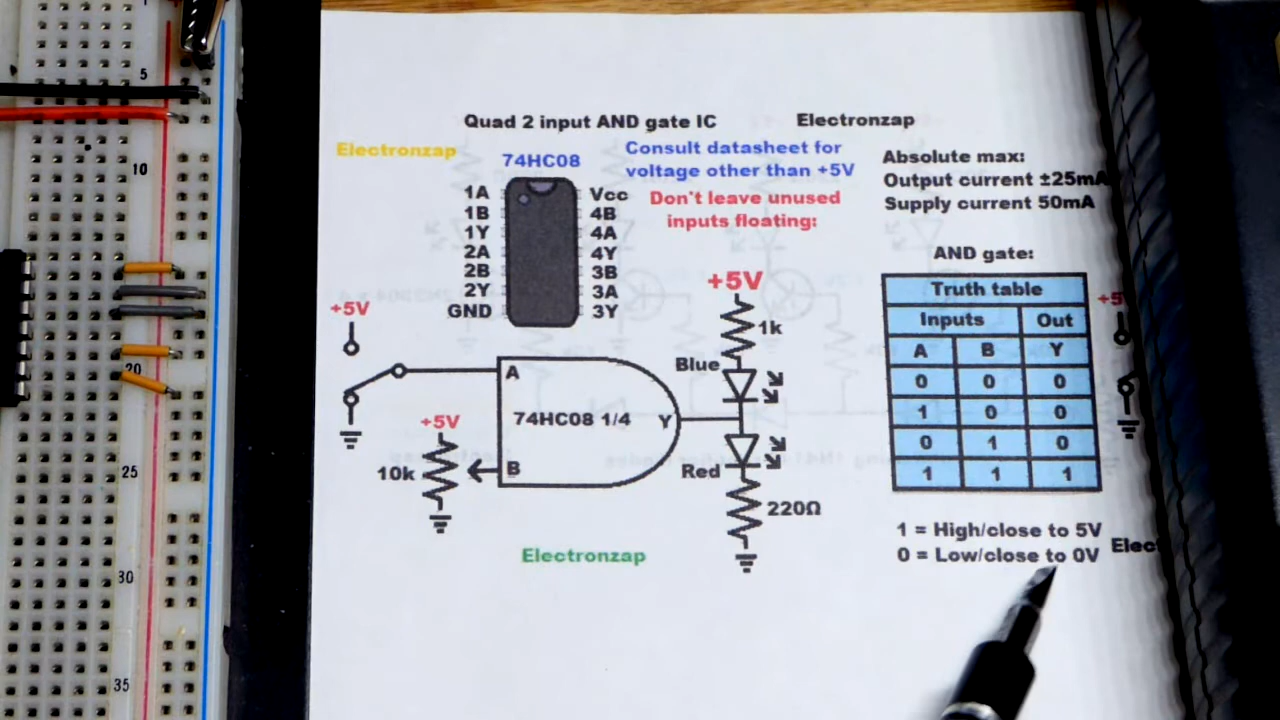 Quad 2 input AND gate IC
Electronzap
Electronzap
74HC08
Consult datasheet for
voltage other than +5V
Don't leave unused
inputs floating:
Absolute max:
Output current ±25mA
Supply current 50mA
1A Vcc
1B 4B
1Y 4A
2A 4Y
2B 3B
2Y 3A
GND 3Y
AND gate:
Truth table
Inputs Out
A B Y
0 0 0
1 0 0
0 1 0
1 1 1
1 = High/close to 5V
0 = Low/close to 0V
+5V
+5V
10k
A
74HC08 1/4
Y
B
+5V
1k
Blue
Red
220Ω
Electronzap
+5
Elect
5
10
20
25
30
35